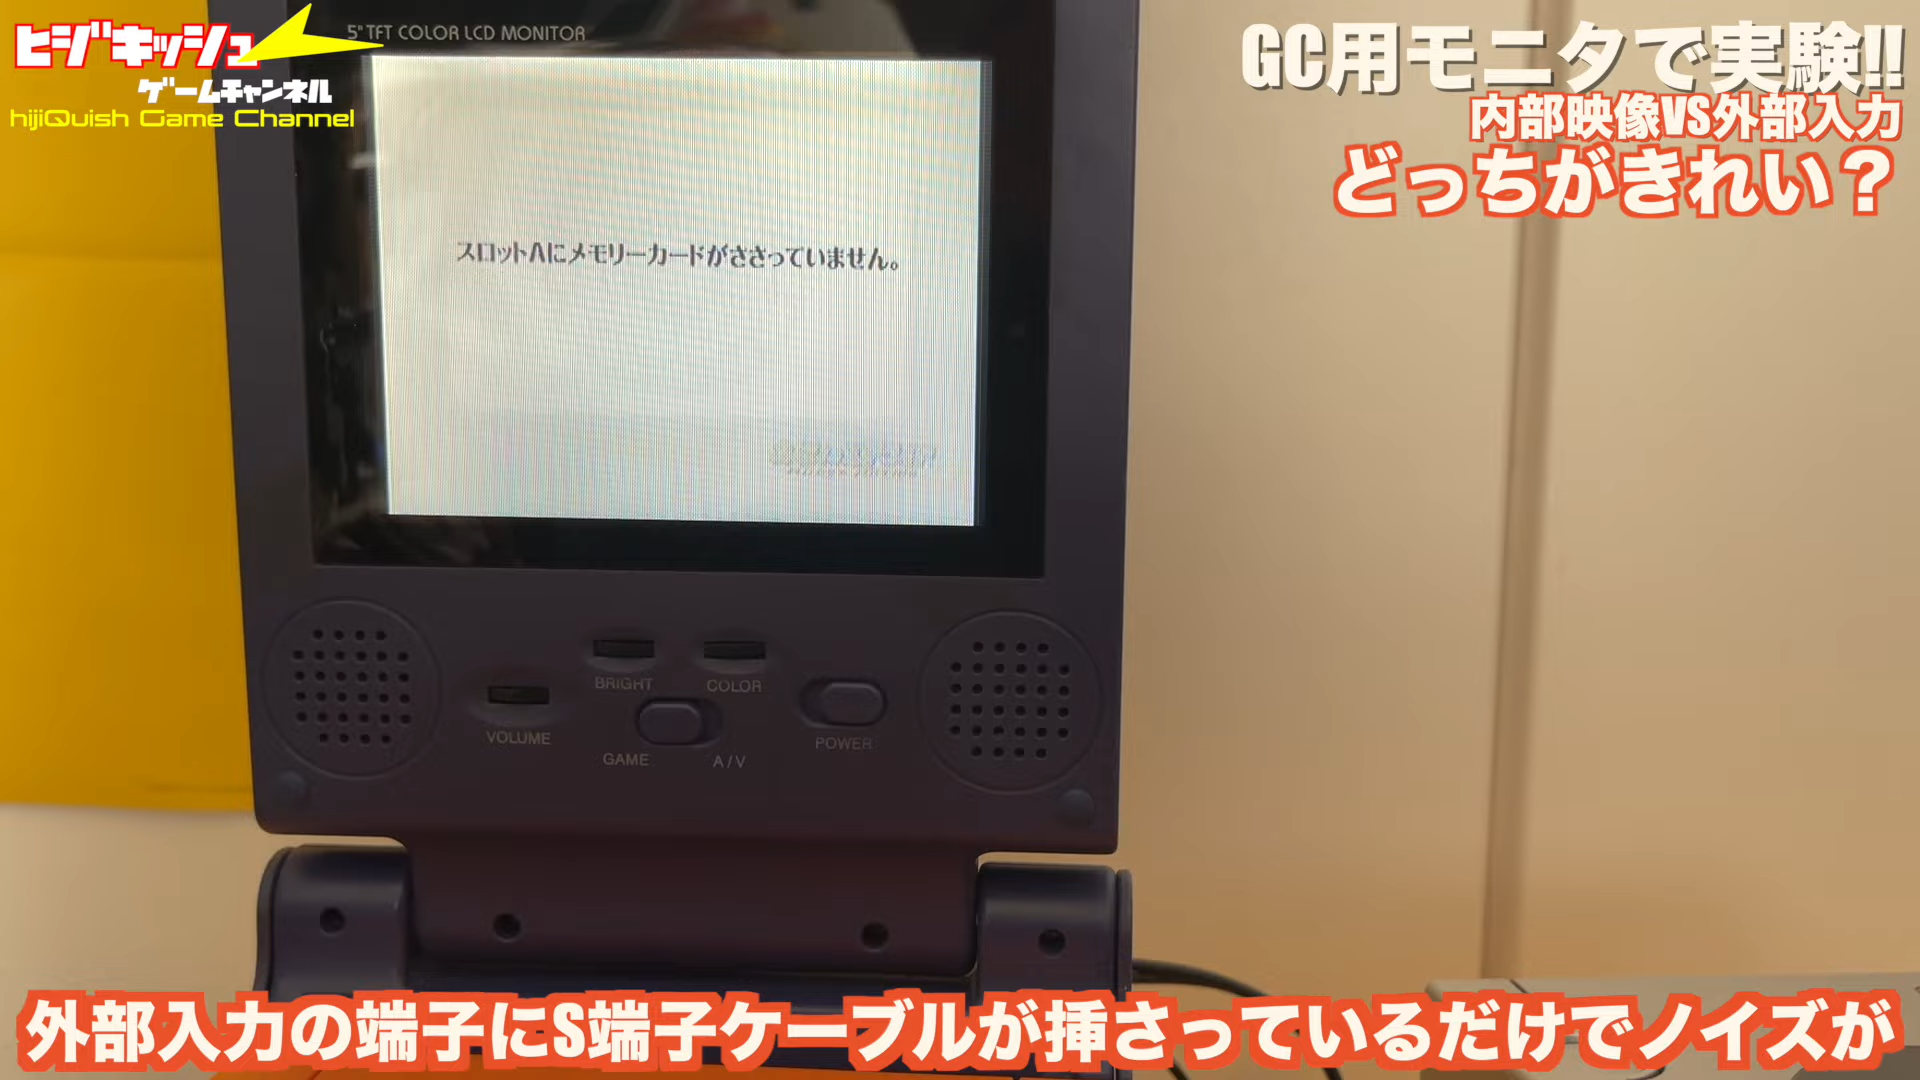 ヒジキッシュ
ゲームチャンネル
hijiQuish Game Channel
GC用モニタで実験!!
内部映像VS外部入力
どっちがきれい？
5" TFT COLOR LCD MONITOR
スロットAにメモリーカードがささっていません。
BRIGHT
COLOR
VOLUME
GAME
A / V
POWER
外部入力の端子にS端子ケーブルが挿さっているだけでノイズが